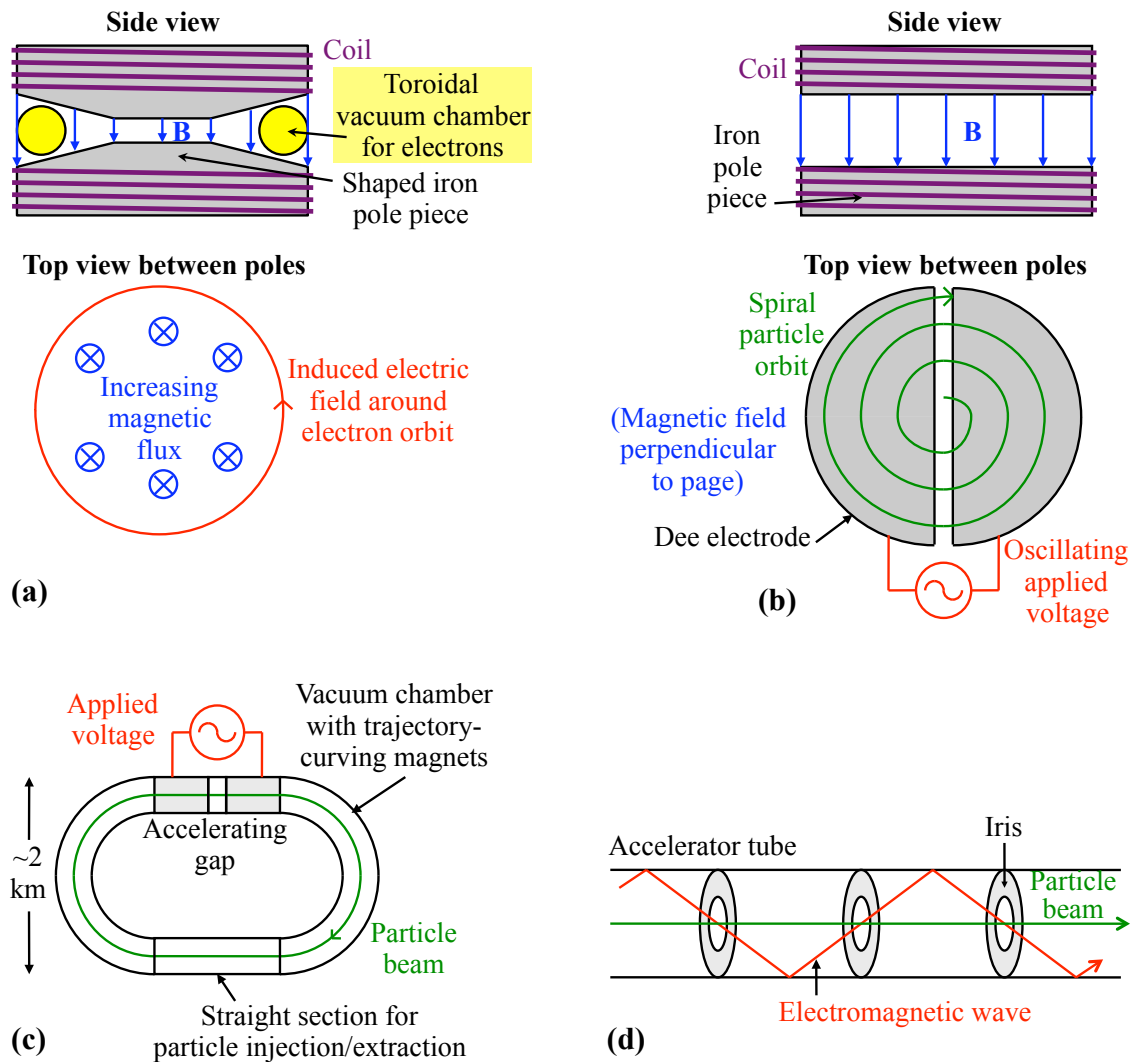 Side view
Coil
Toroidal
vacuum chamber
for electrons
B
Shaped iron
pole piece
Top view between poles
Increasing
magnetic
flux
Induced electric
field around
electron orbit
(a)
Side view
Coil
B
Iron
pole
piece
Top view between poles
Spiral
particle
orbit
(Magnetic field
perpendicular
to page)
Dee electrode
Oscillating
applied
voltage
(b)
Applied
voltage
Vacuum chamber
with trajectory-
curving magnets
~2
km
Accelerating
gap
Particle
beam
Straight section for
particle injection/extraction
(c)
Accelerator tube
Iris
Particle
beam
Electromagnetic wave
(d)